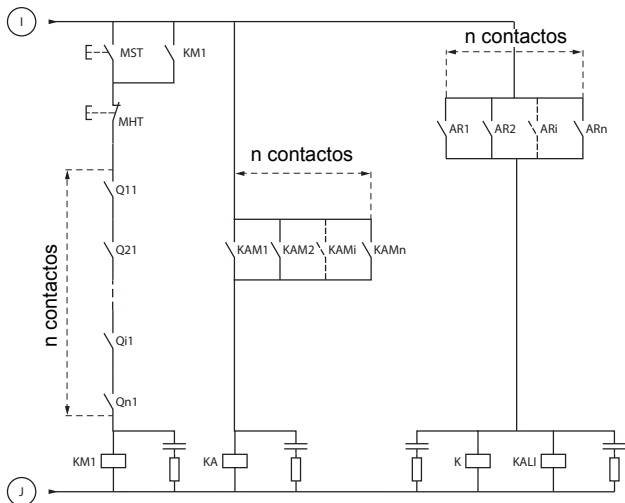 I
MST
KM1
MHT
n contactos
Q11
Q21
Qi1
Qn1
KM1
n contactos
KAM1
KAM2
KAMi
KAMn
KA
n contactos
AR1
AR2
ARi
ARn
K
KALI
J